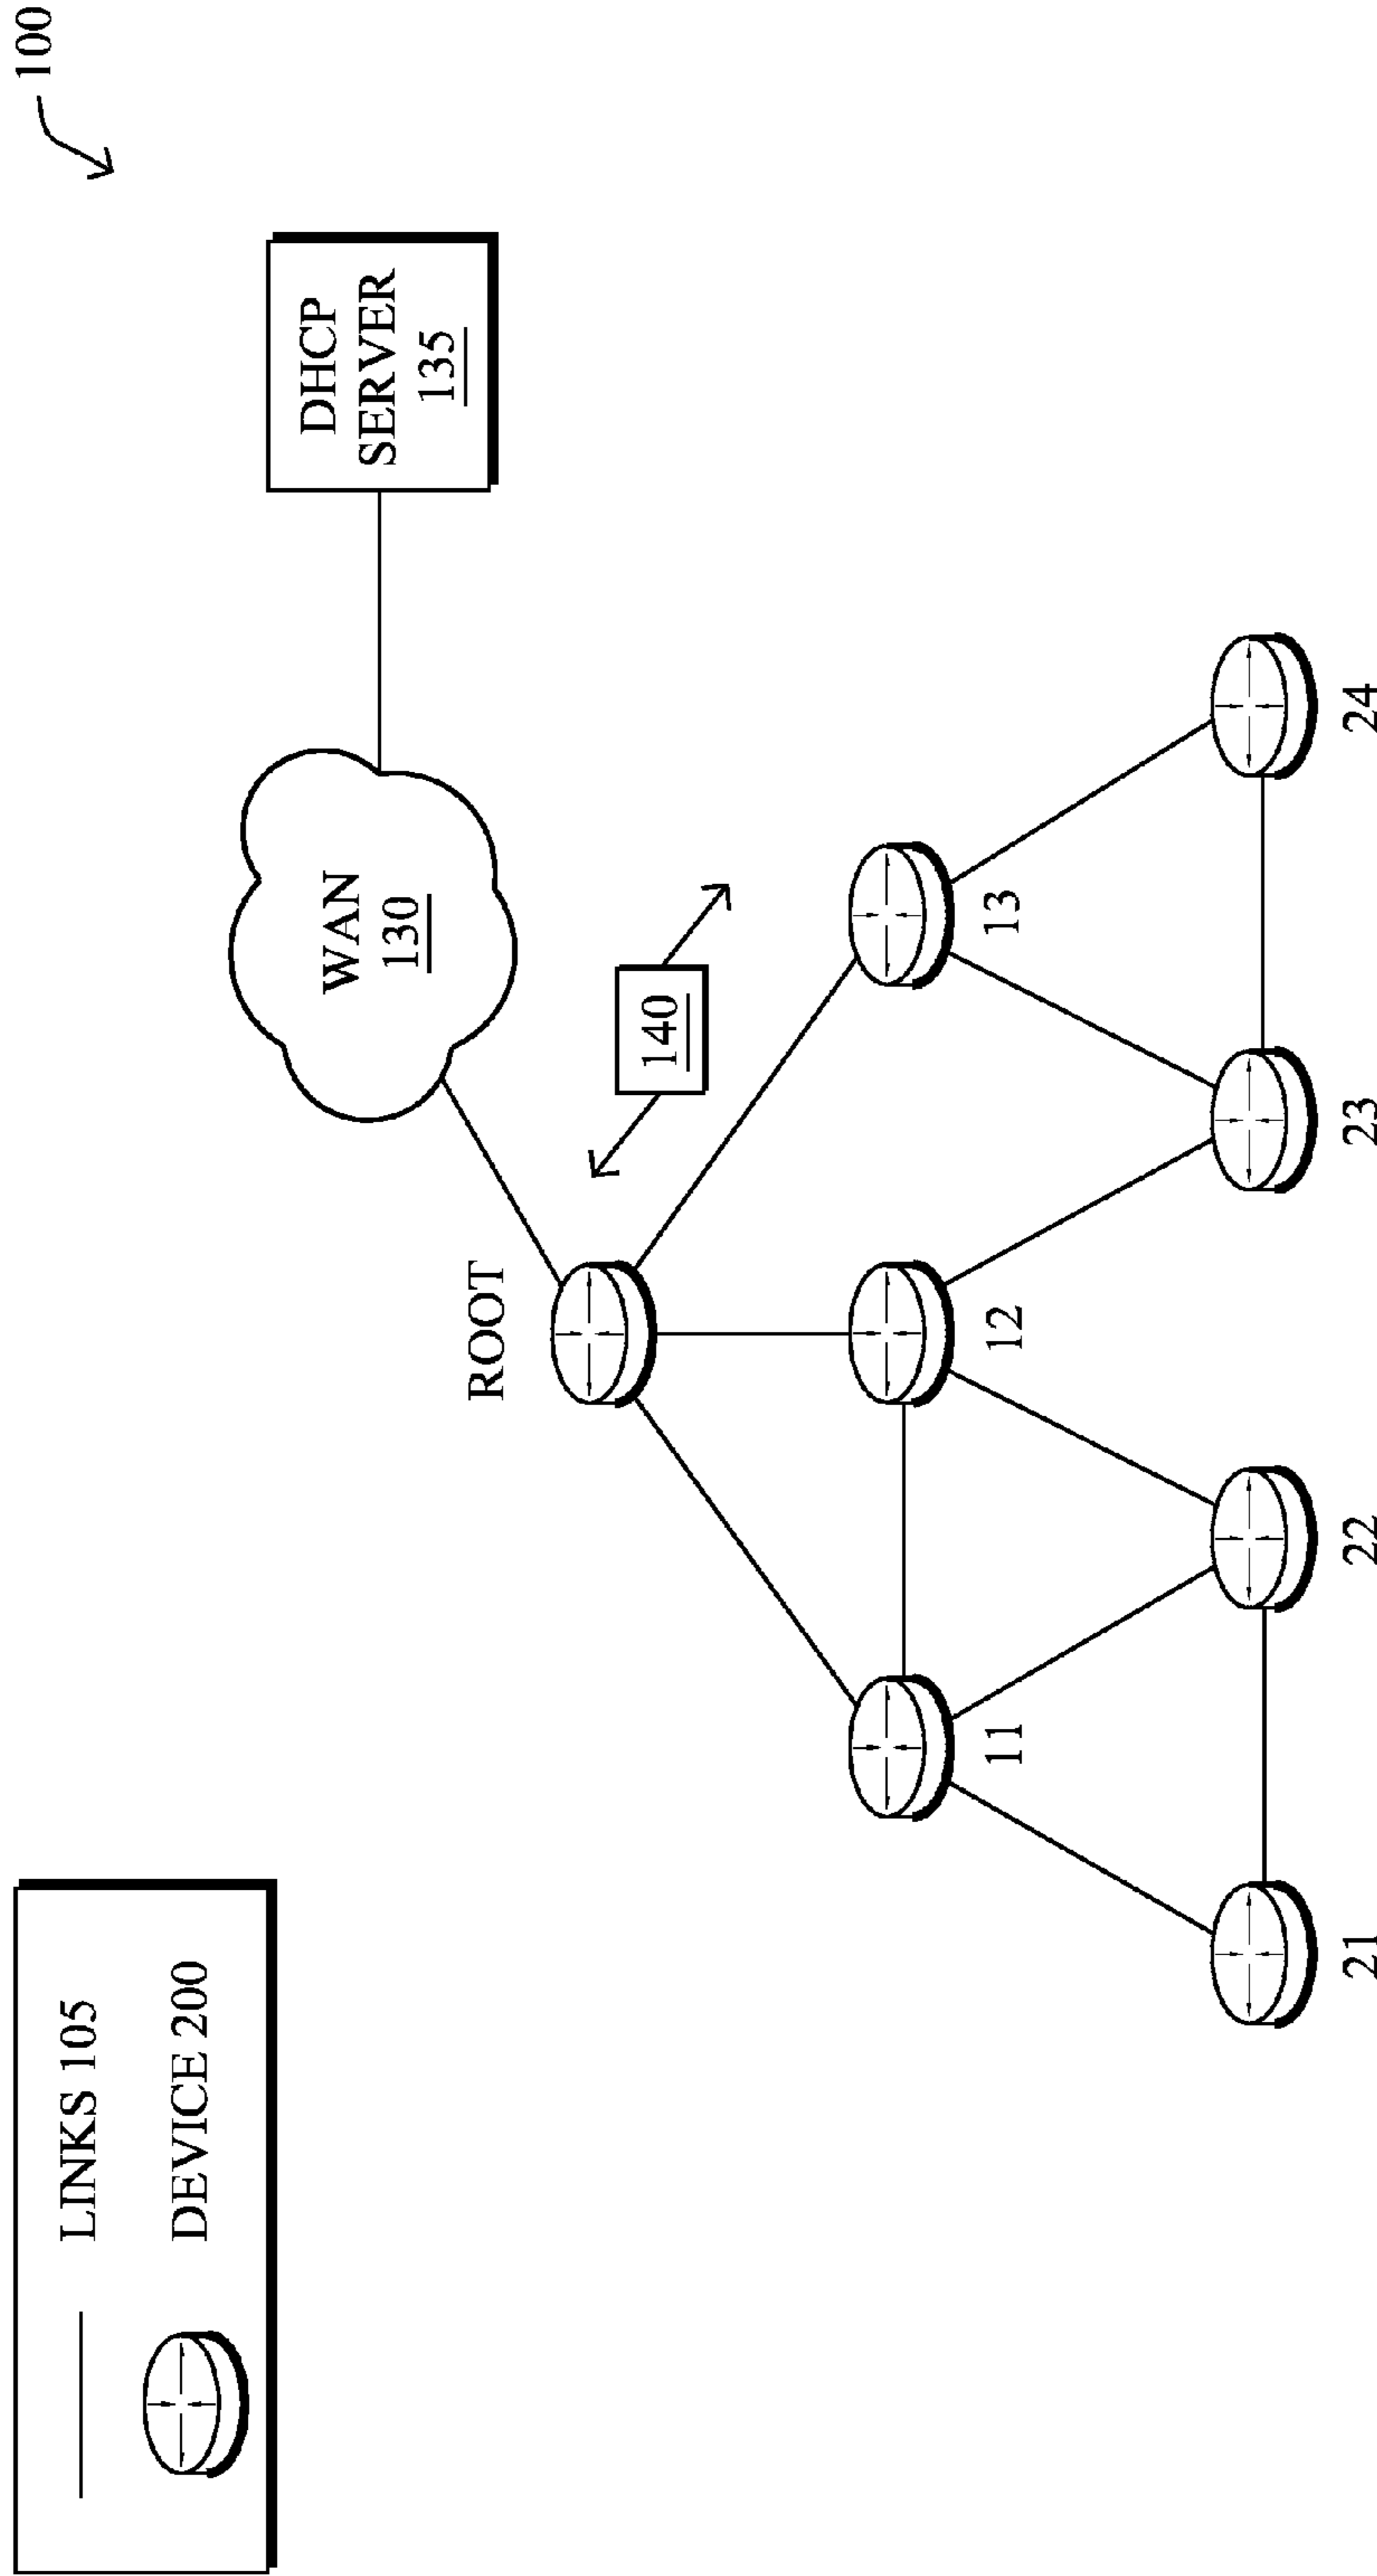 100
LINKS 105
DEVICE 200
DHCP
SERVER
135
WAN
130
ROOT
140
11
12
13
21
22
23
24